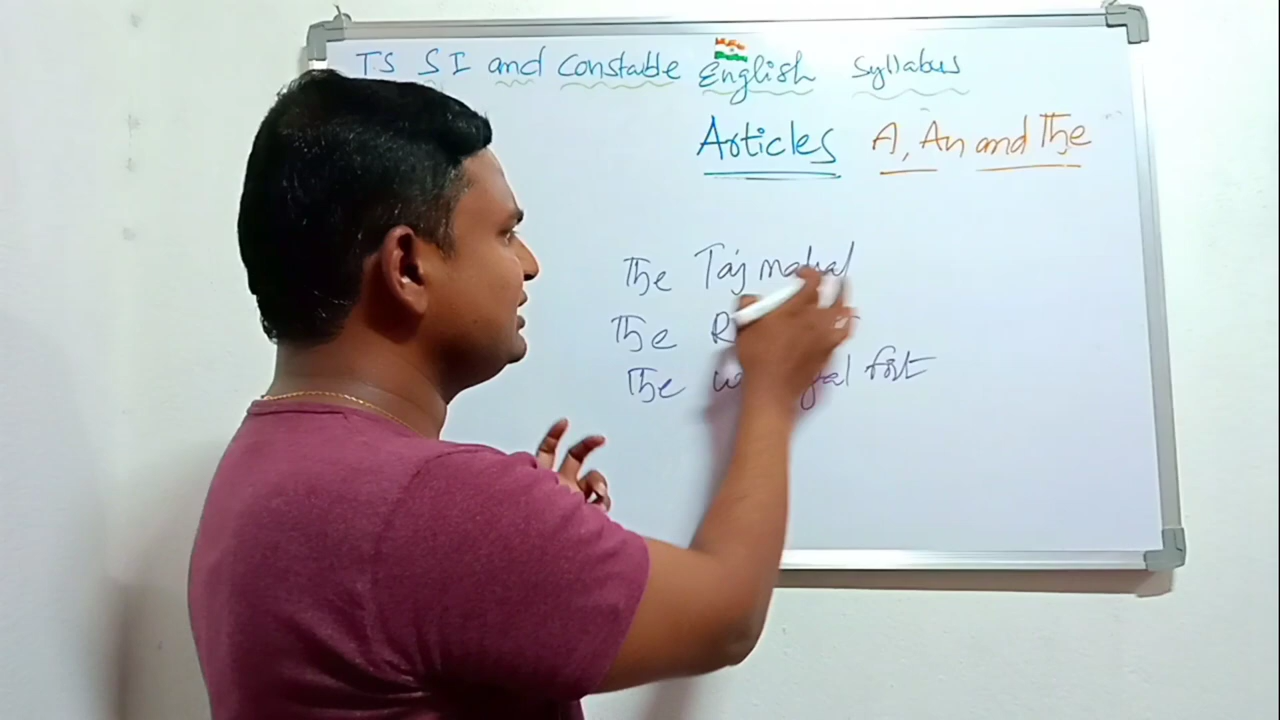 TS SI and Constable English Syllabus
Articles A, An and The
The Taj mahal
The
The fort